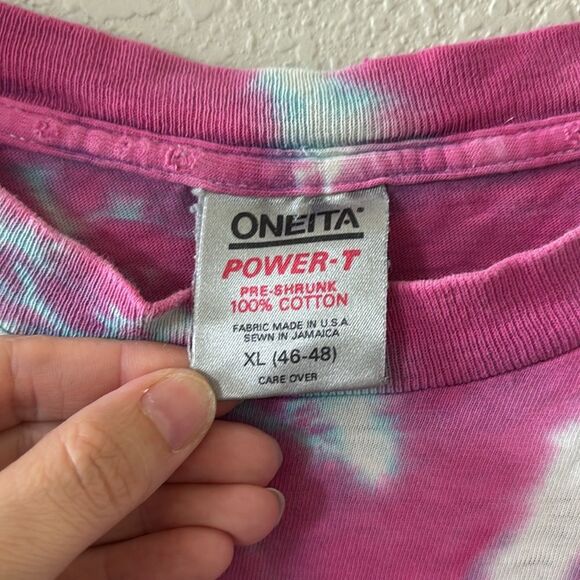 ONEITA®
POWER-T
PRE-SHRUNK
100% COTTON
FABRIC MADE IN U.S.A.
SEWN IN JAMAICA
XL (46-48)
CARE OVER